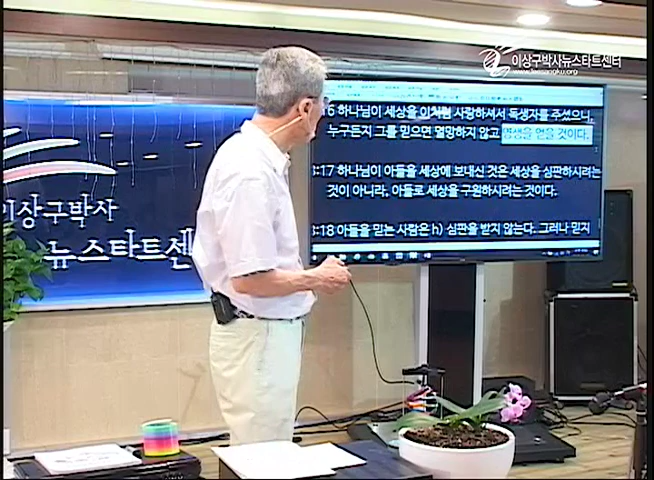 이상구박사뉴스타트센터
www.leesangku.org
:16 하나님이 세상을 이처럼 사랑하셔서 독생자를 주셨으니,
누구든지 그를 믿으면 멸망하지 않고 영생을 얻을 것이다.
3:17 하나님이 아들을 세상에 보내신 것은 세상을 심판하시려는
것이 아니라, 아들로 세상을 구원하시려는 것이다.
3:18 아들을 믿는 사람은 h) 심판을 받지 않는다. 그러나 믿지
이상구박사
뉴스타트센